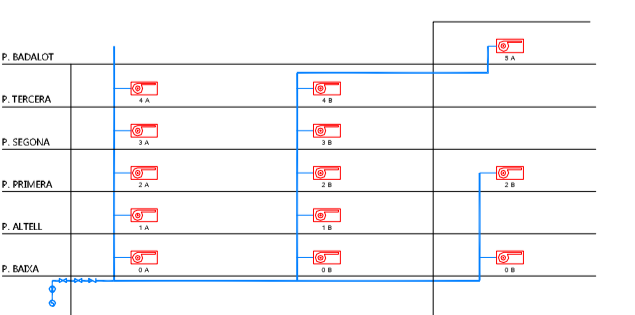 P. BADALOT
5 A
P. TERCERA
4 A
4 B
P. SEGONA
3 A
3 B
P. PRIMERA
2 A
2 B
2 B
P. ALTELL
1 A
1 B
P. BAIXA
0 A
0 B
0 B